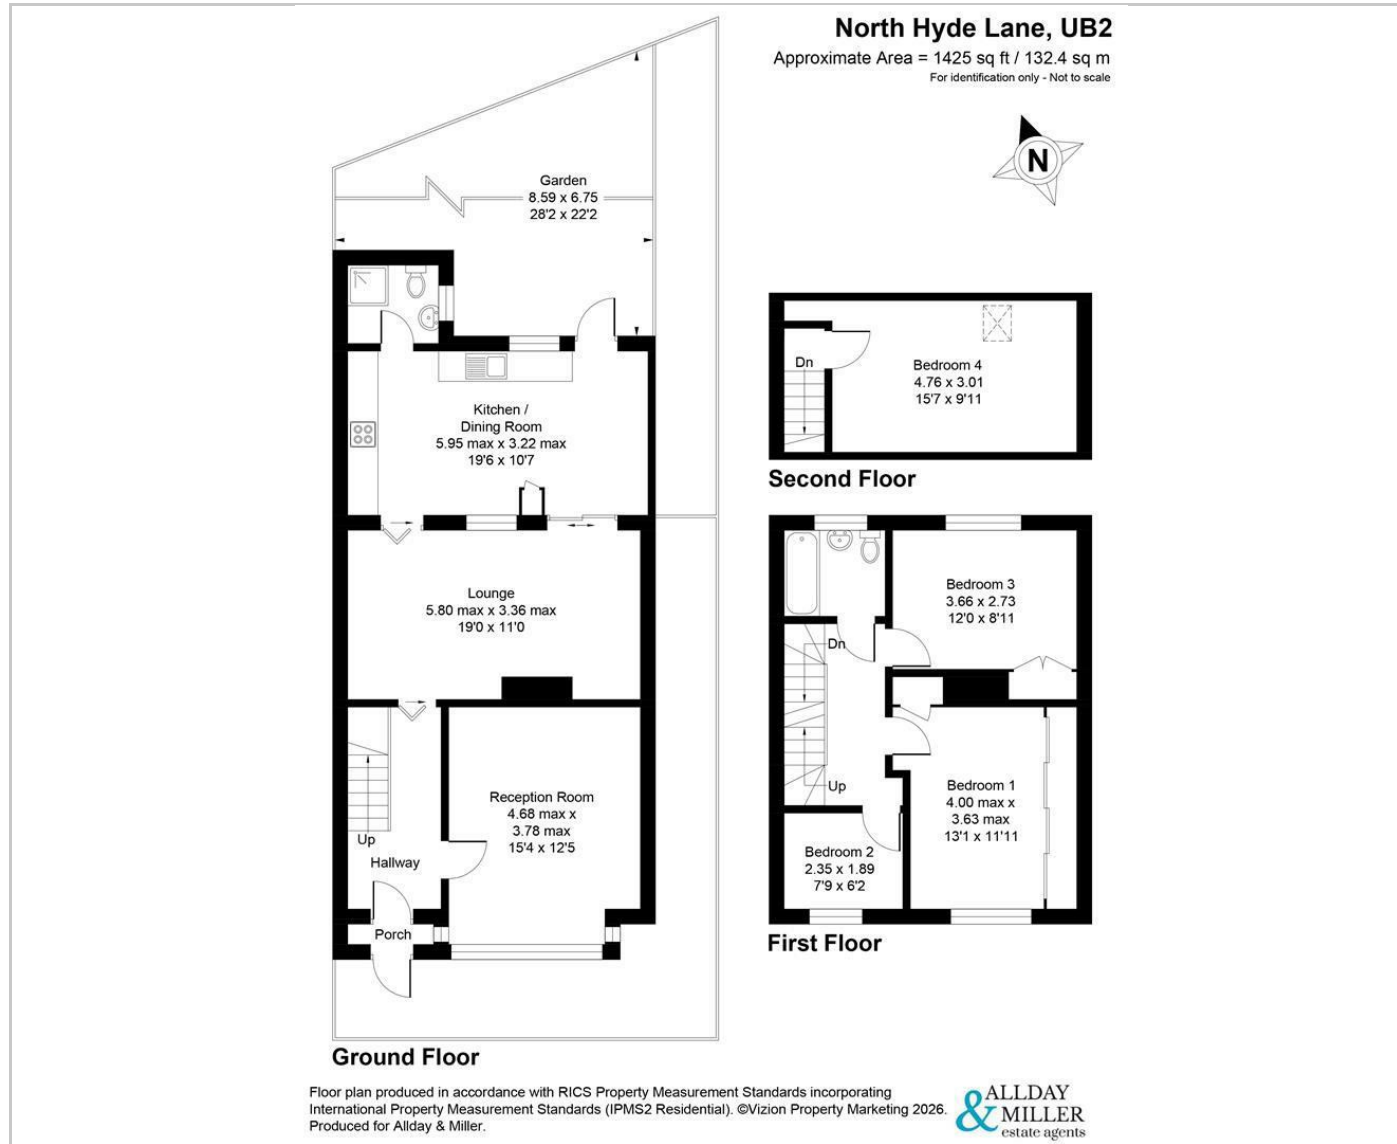 North Hyde Lane, UB2
Approximate Area = 1425 sq ft / 132.4 sq m
For identification only - Not to scale
N
Garden
8.59 x 6.75
28'2 x 22'2
Kitchen /
Dining Room
5.95 max x 3.22 max
19'6 x 10'7
Lounge
5.80 max x 3.36 max
19'0 x 11'0
Reception Room
4.68 max x
3.78 max
15'4 x 12'5
Up
Hallway
Porch
Ground Floor
Dn
Bedroom 4
4.76 x 3.01
15'7 x 9'11
Second Floor
Bedroom 3
3.66 x 2.73
12'0 x 8'11
Dn
Up
Bedroom 1
4.00 max x
3.63 max
13'1 x 11'11
Bedroom 2
2.35 x 1.89
7'9 x 6'2
First Floor
Floor plan produced in accordance with RICS Property Measurement Standards incorporating
International Property Measurement Standards (IPMS2 Residential). ©Vizion Property Marketing 2026.
Produced for Allday & Miller.
ALLDAY
& MILLER
estate agents